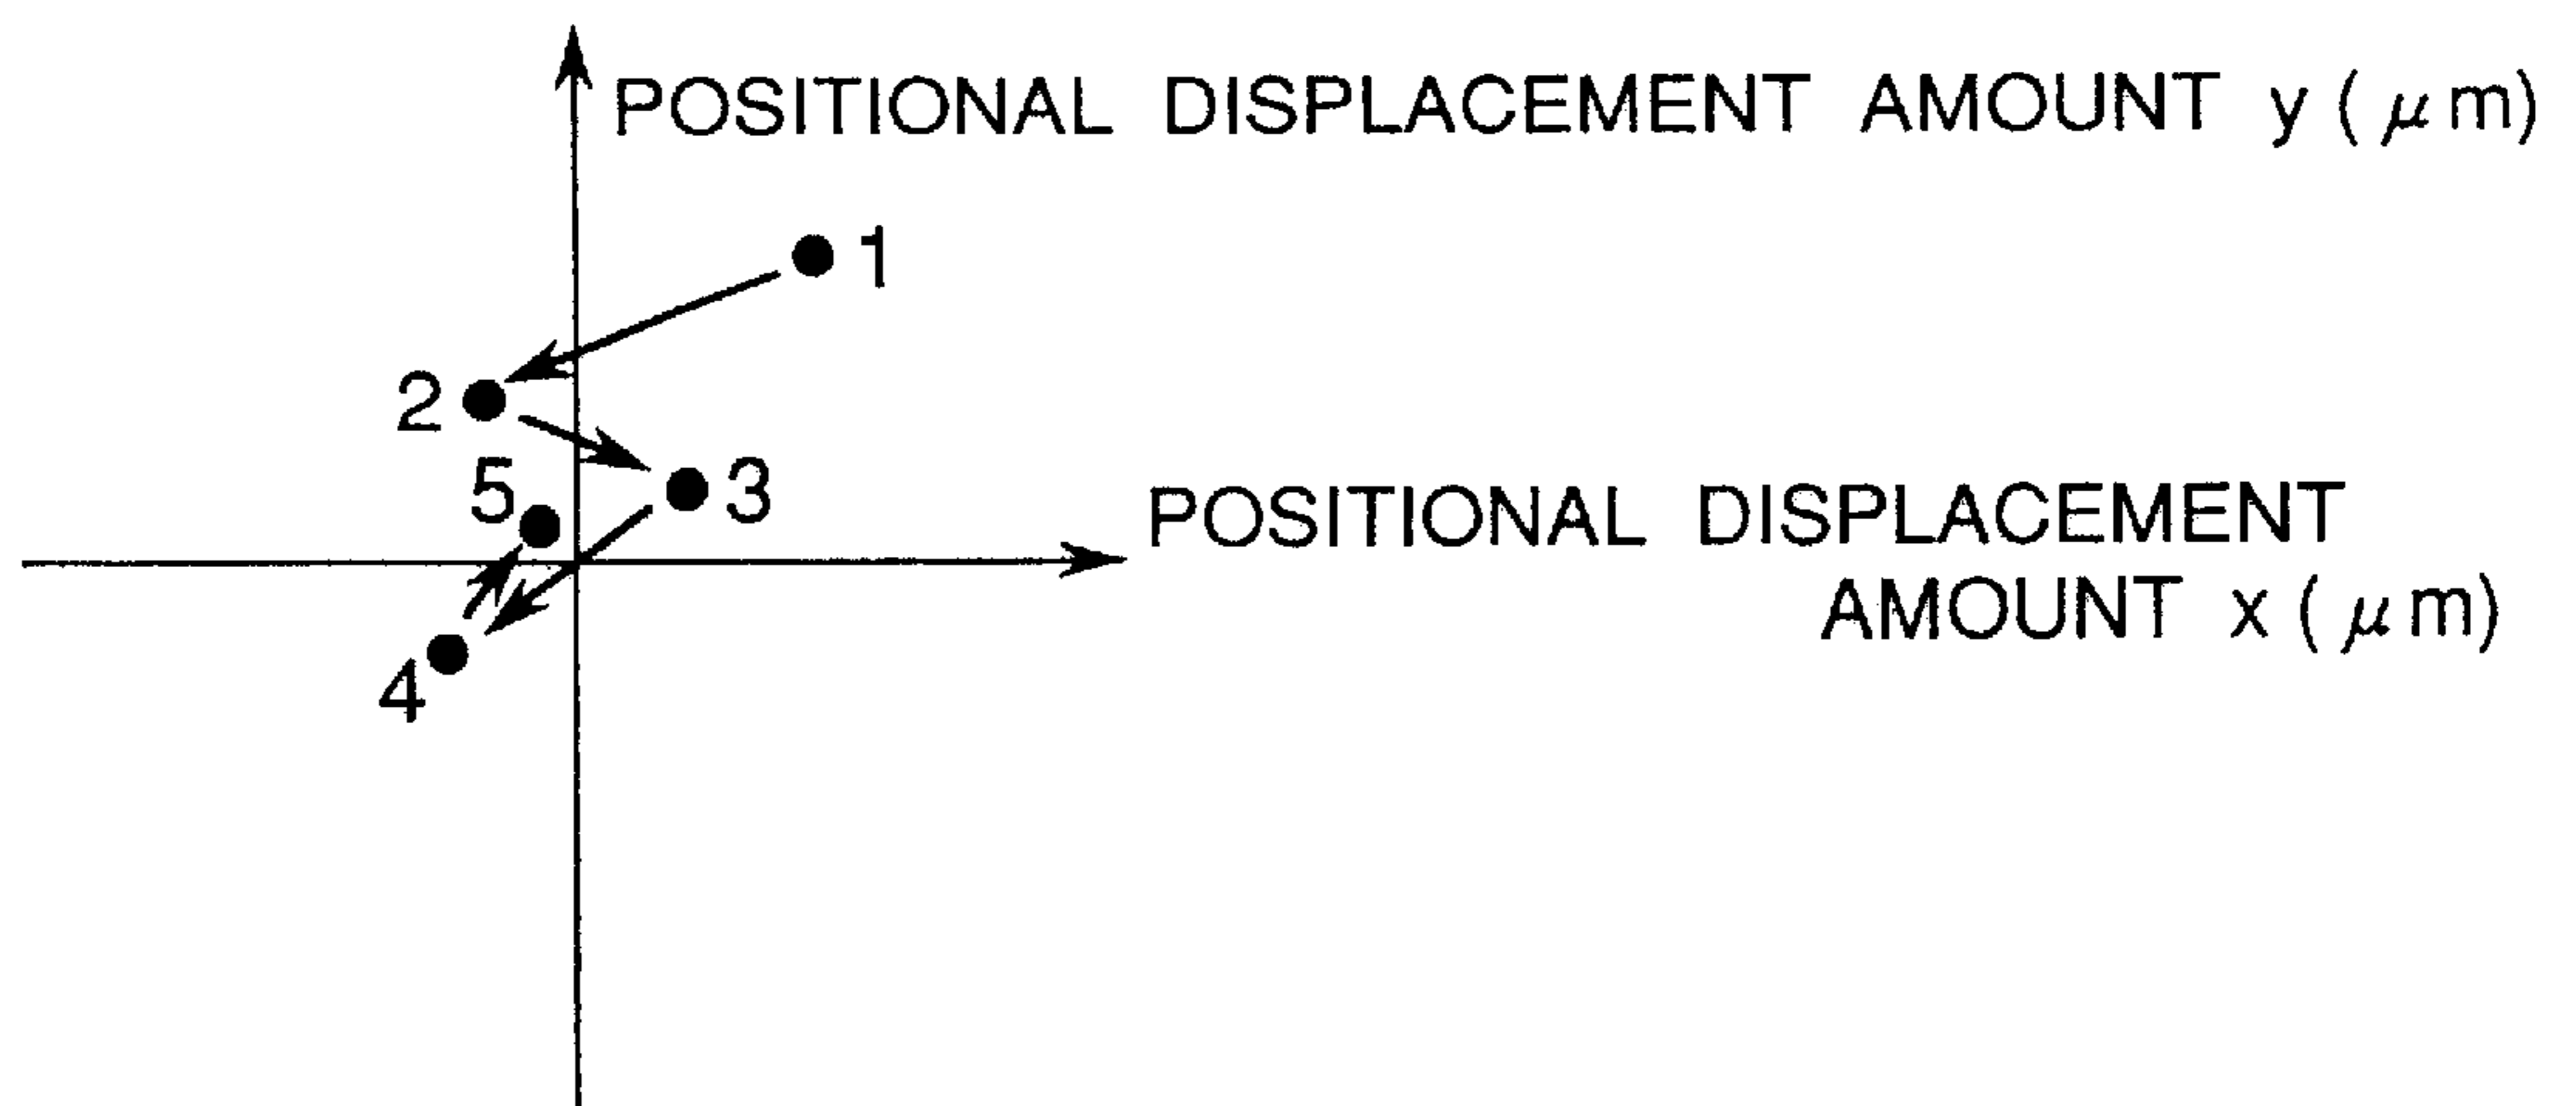 POSITIONAL DISPLACEMENT AMOUNT y (μm)
1
2
3
5
POSITIONAL DISPLACEMENT
AMOUNT x (μm)
4